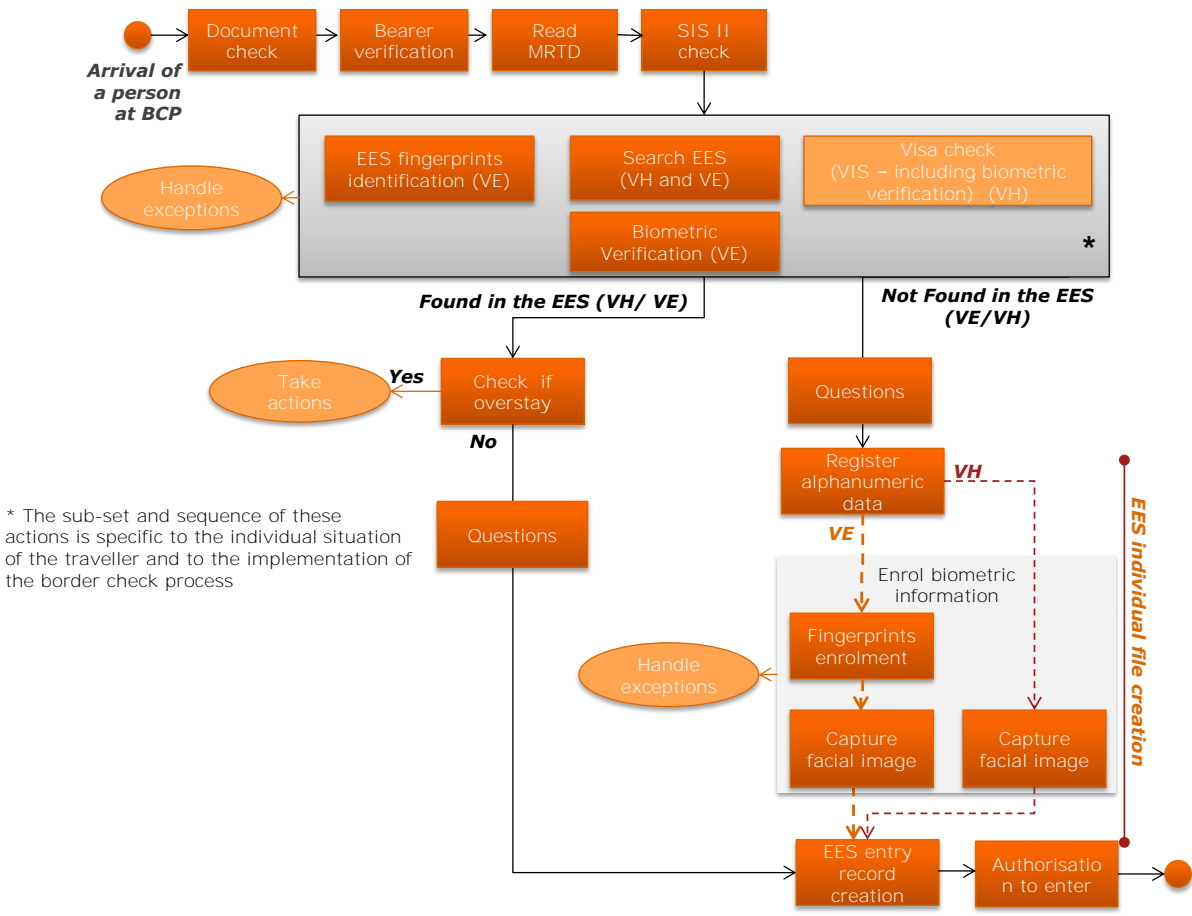 Document
check
Bearer
verification
Read
MRTD
SIS II
check
Arrival of
a person
at BCP
EES fingerprints
identification (VE)
Search EES
(VH and VE)
Visa check
(VIS – including biometric
verification) (VH)
Handle
exceptions
Biometric
Verification (VE)
*
Found in the EES (VH/ VE)
Not Found in the EES
(VE/VH)
Take
actions
Yes
Check if
overstay
Questions
No
Register
alphanumeric
data
VH
* The sub-set and sequence of these
actions is specific to the individual situation
of the traveller and to the implementation of
the border check process
Questions
VE
EES individual file creation
Enrol biometric
information
Fingerprints
enrolment
Handle
exceptions
Capture
facial image
Capture
facial image
EES entry
record
creation
Authorisatio
n to enter